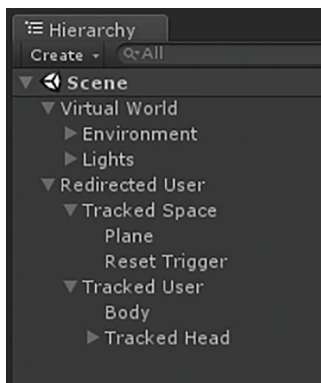 Hierarchy
Create All
Scene
Virtual World
Environment
Lights
Redirected User
Tracked Space
Plane
Reset Trigger
Tracked User
Body
Tracked Head